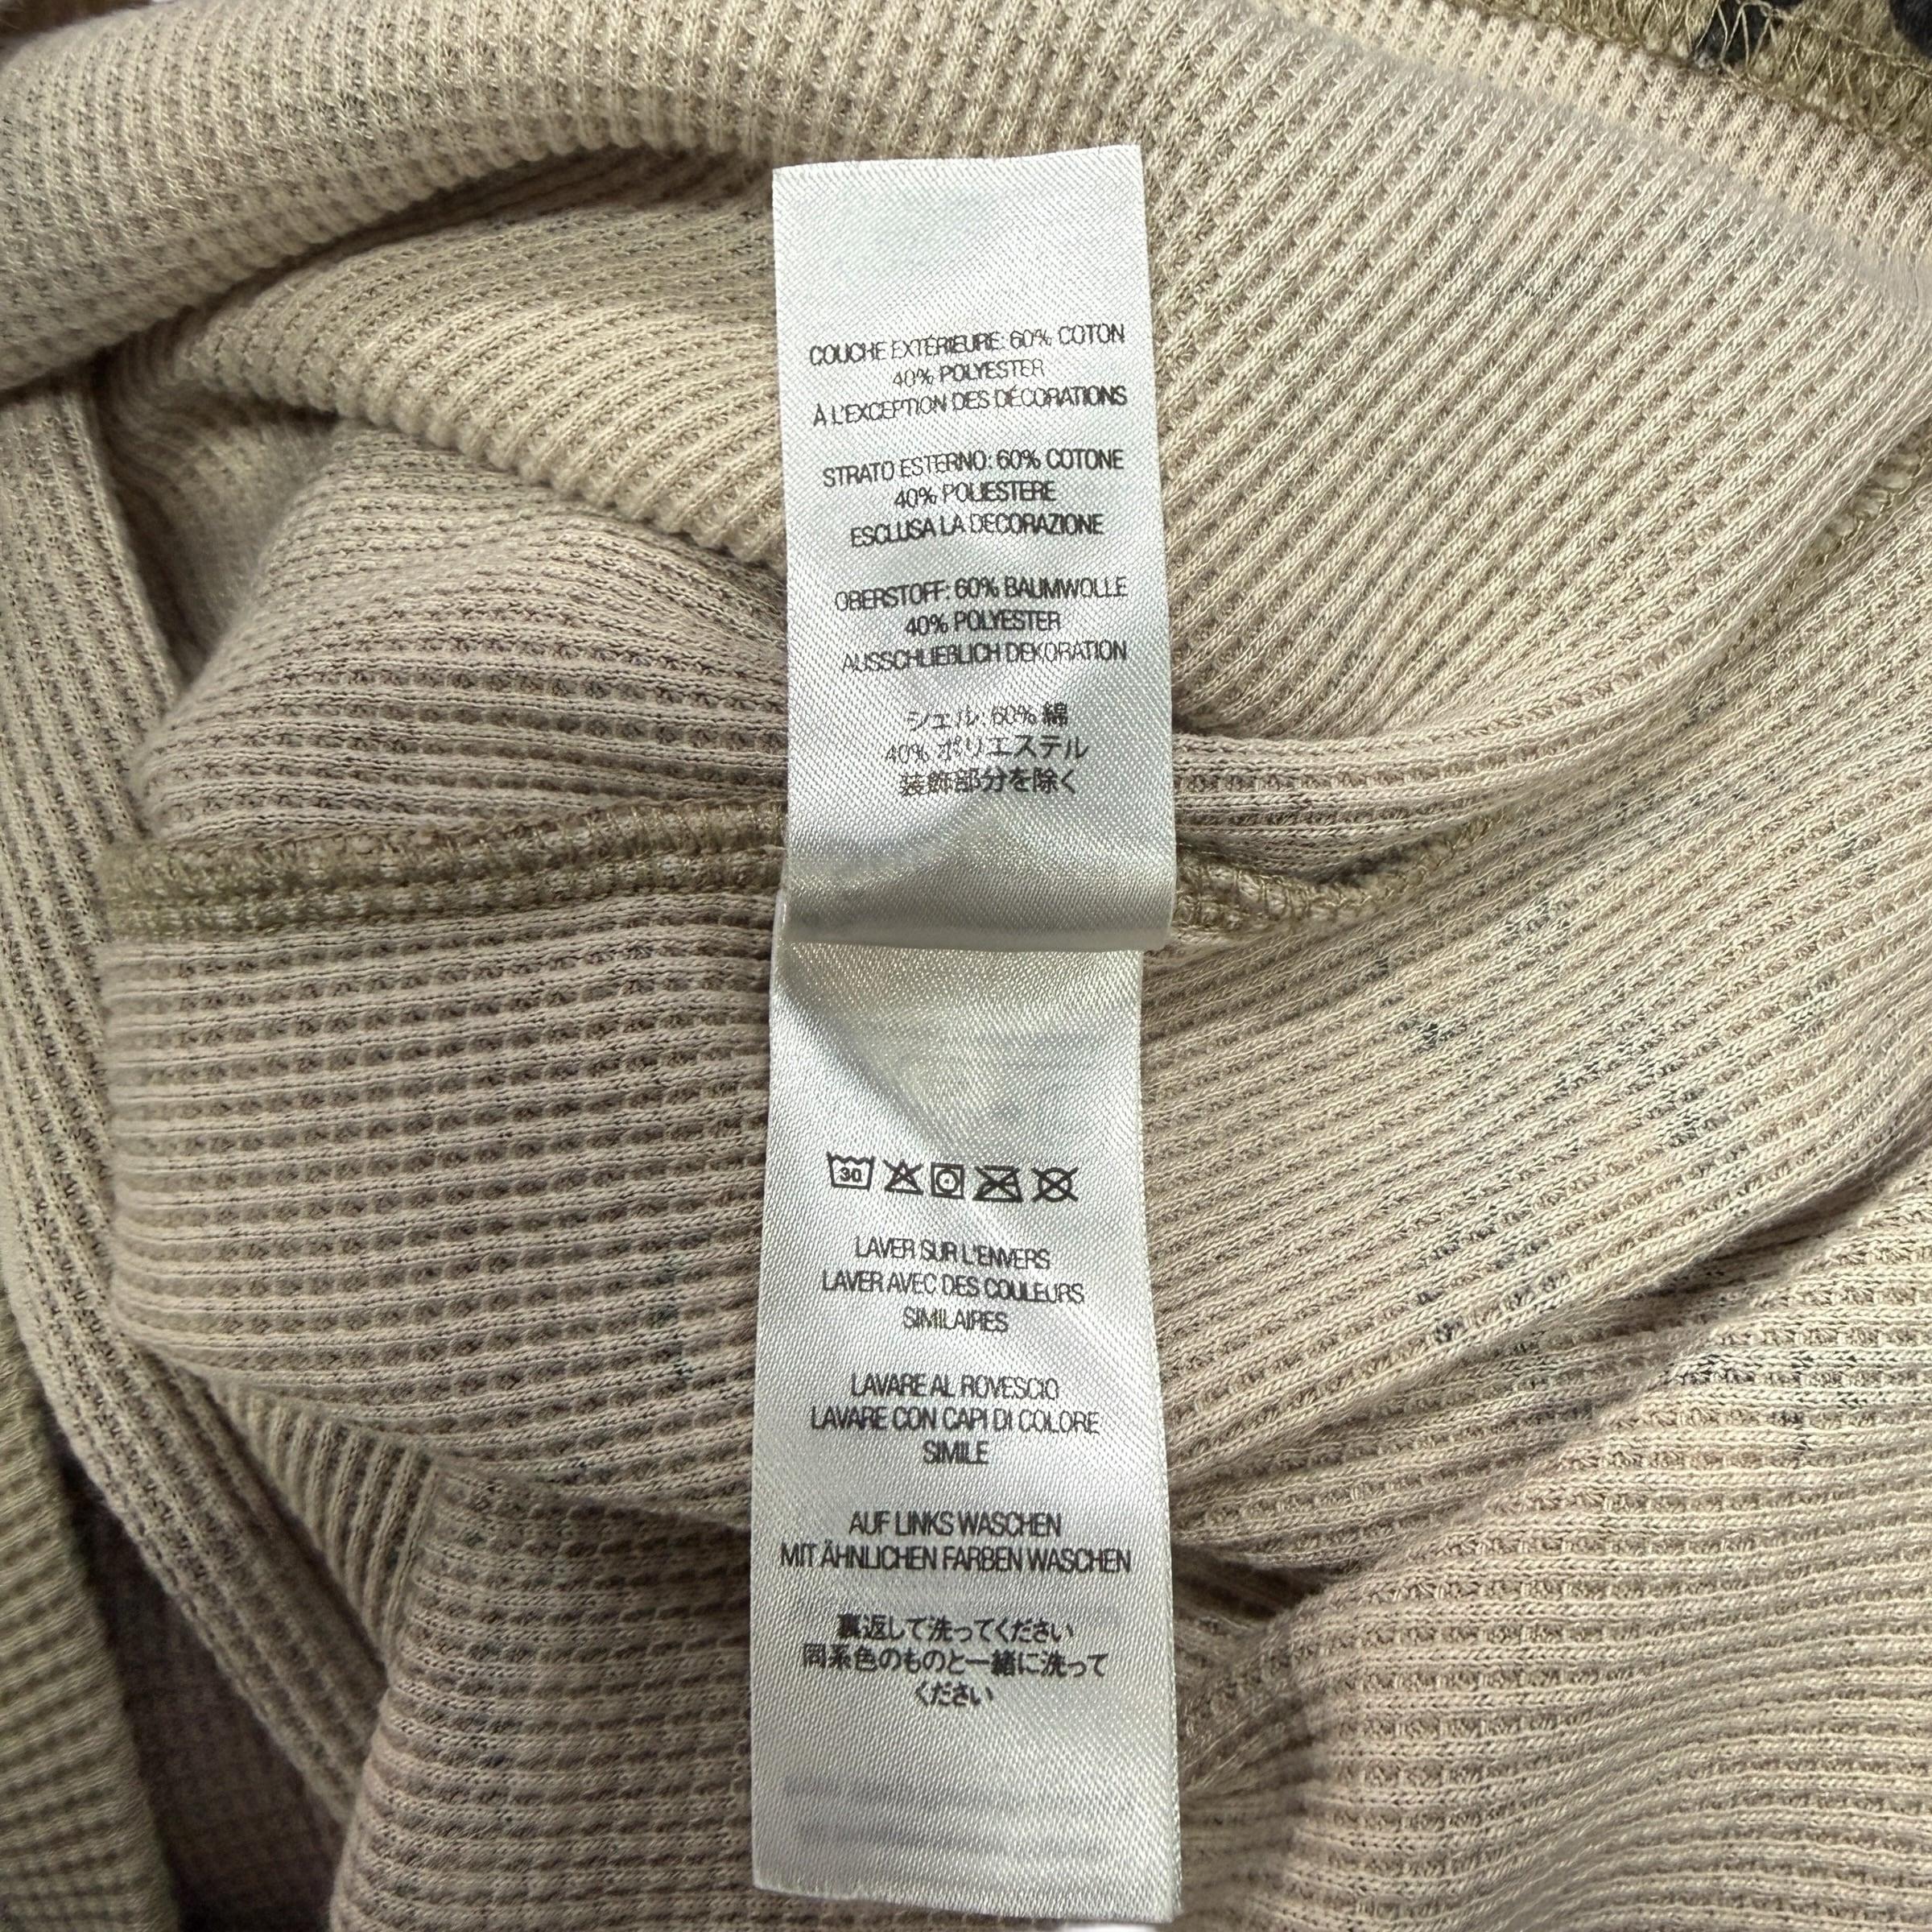 COUCHE EXTÉRIEURE: 60% COTON
40% POLYESTER
À L'EXCEPTION DES DÉCORATIONS
STRATO ESTERNO: 60% COTONE
40% POLIESTERE
ESCLUSA LA DECORAZIONE
OBERSTOFF: 60% BAUMWOLLE
40% POLYESTER
AUSSCHLIEBLICH DEKORATION
シェル: 60% 綿
40% ポリエステル
装飾部分を除く
30
LAVER SUR L'ENVERS
LAVER AVEC DES COULEURS
SIMILAIRES
LAVARE AL ROVESCIO
LAVARE CON CAPI DI COLORE
SIMILE
AUF LINKS WASCHEN
MIT ÄHNLICHEN FARBEN WASCHEN
裏返して洗ってください
同系色のものと一緒に洗って
ください